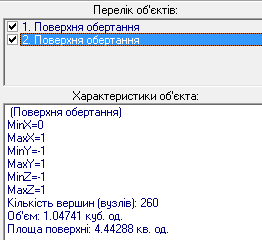 Перелік об'єктів:
1. Поверхня обертання
2. Поверхня обертання
Характеристики об'єкта:
(Поверхня обертання)
MinX=0
MaxX=1
MinY=-1
MaxY=1
MinZ=-1
MaxZ=1
Кількість вершин (вузлів): 260
Об'єм: 1.04741 куб. од.
Площа поверхні: 4.44288 кв. од.